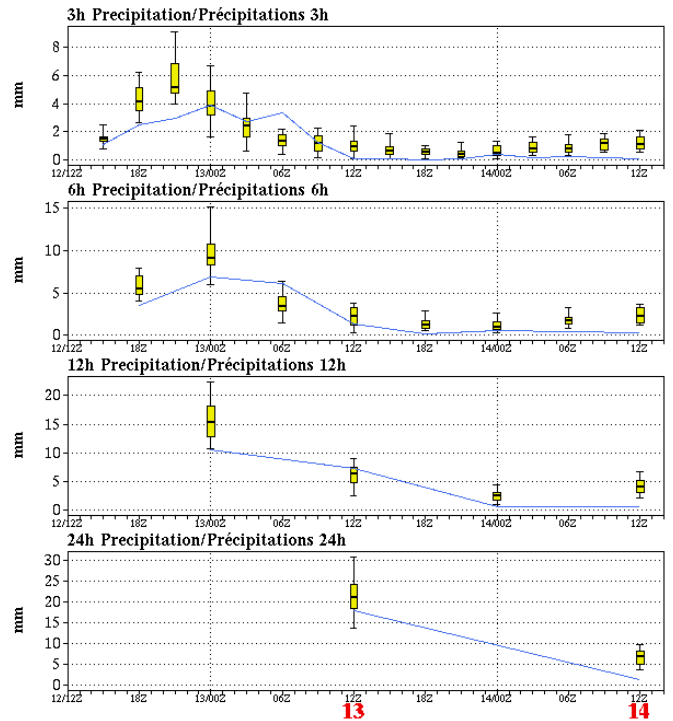 3h Precipitation/Précipitations 3h
8
6
mm
4
2
0
12/12Z 18Z 13/00Z 06Z 12Z 18Z 14/00Z 06Z 12Z
6h Precipitation/Précipitations 6h
15
10
mm
5
0
12/12Z 18Z 13/00Z 06Z 12Z 18Z 14/00Z 06Z 12Z
12h Precipitation/Précipitations 12h
20
15
mm
10
5
0
12/12Z 18Z 13/00Z 06Z 12Z 18Z 14/00Z 06Z 12Z
24h Precipitation/Précipitations 24h
30
25
20
mm
15
10
5
0
12/12Z 18Z 13/00Z 06Z 12Z 18Z 14/00Z 06Z 12Z
13 14